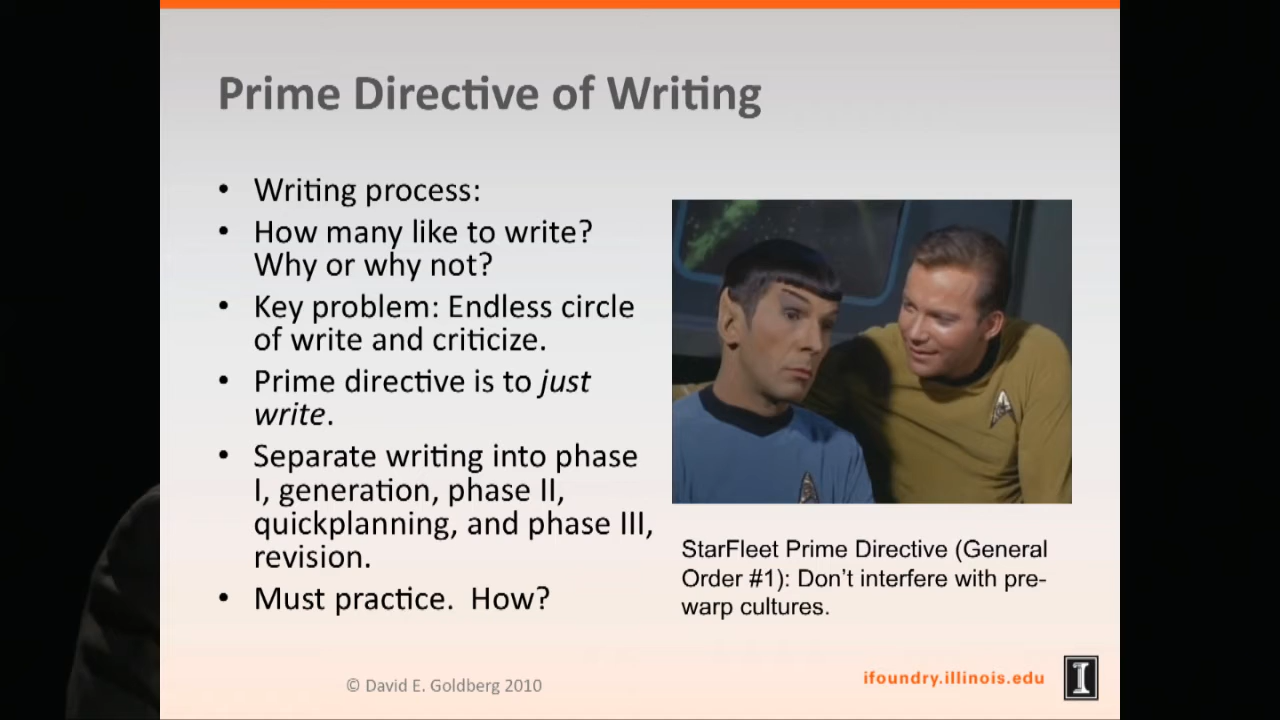 Prime Directive of Writing
• Writing process:
• How many like to write?
Why or why not?
• Key problem: Endless circle
of write and criticize.
• Prime directive is to just
write.
• Separate writing into phase
I, generation, phase II,
quickplanning, and phase III,
revision.
• Must practice.  How?
StarFleet Prime Directive (General
Order #1): Don't interfere with pre-
warp cultures.
© David E. Goldberg 2010
ifoundry.illinois.edu
I